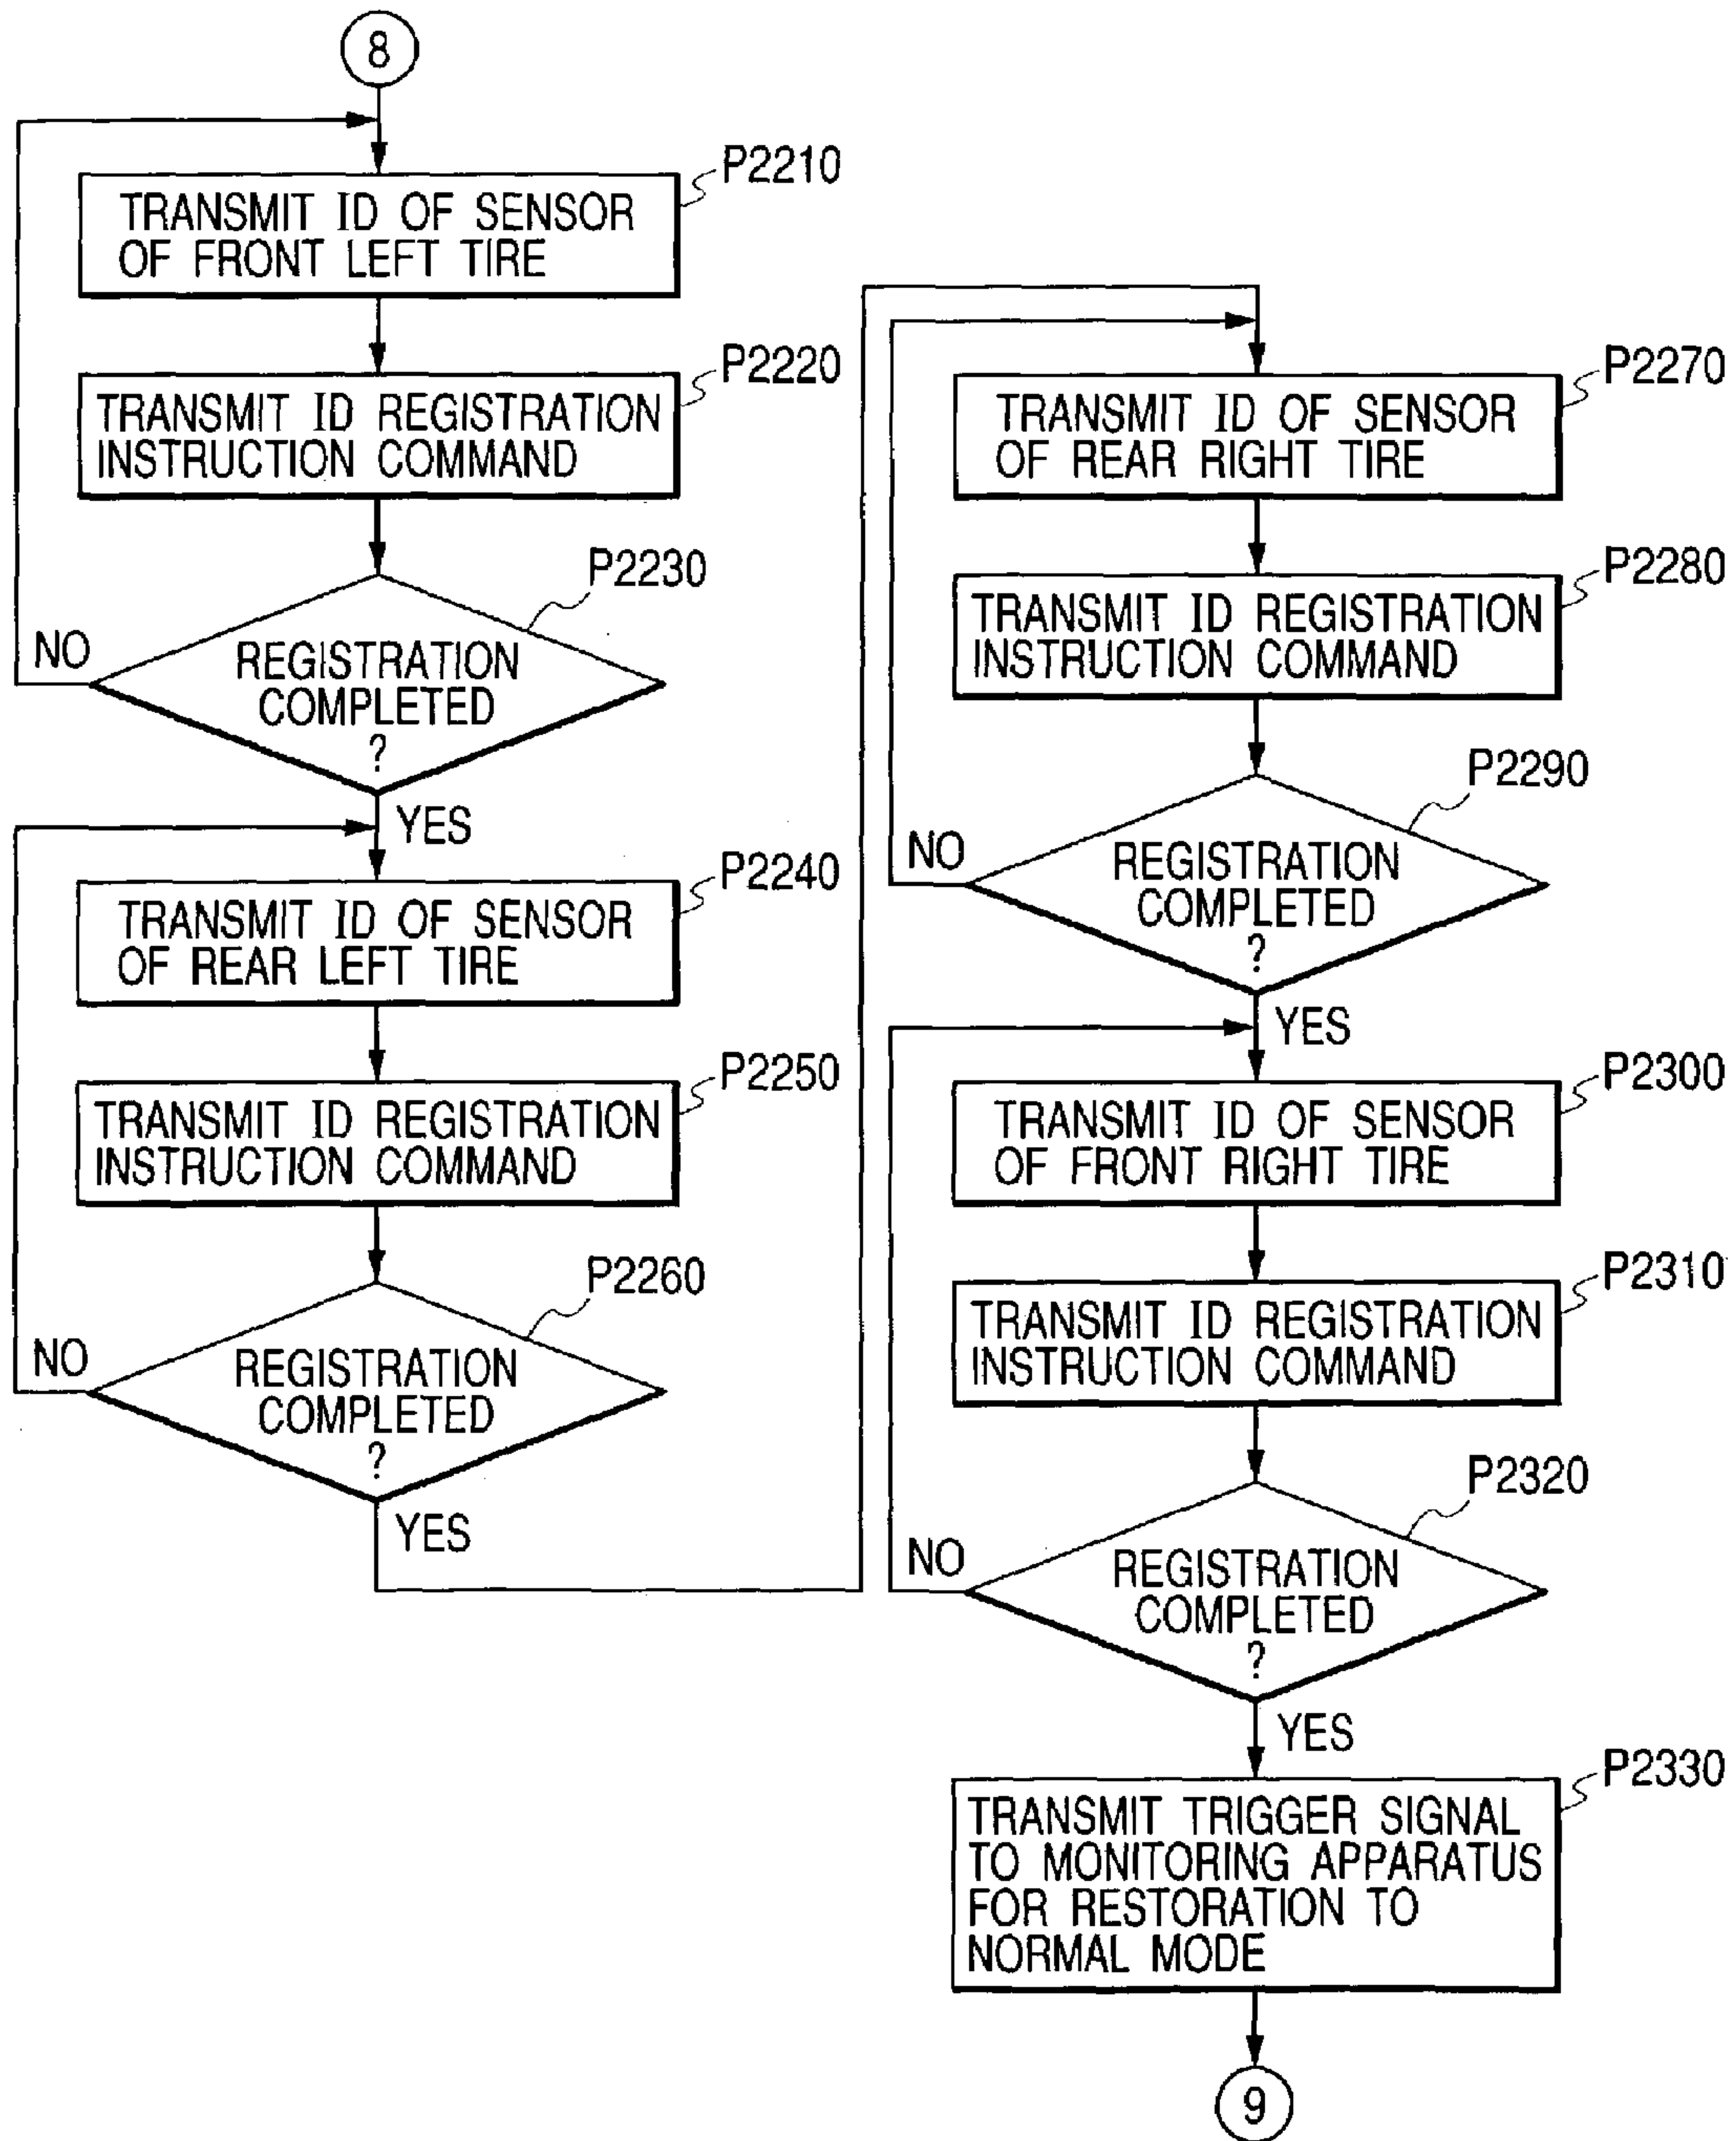 8
P2210
TRANSMIT ID OF SENSOR
OF FRONT LEFT TIRE
P2220
TRANSMIT ID REGISTRATION
INSTRUCTION COMMAND
P2230
NO
REGISTRATION
COMPLETED
?
YES
P2240
TRANSMIT ID OF SENSOR
OF REAR LEFT TIRE
P2250
TRANSMIT ID REGISTRATION
INSTRUCTION COMMAND
P2260
NO
REGISTRATION
COMPLETED
?
YES
P2270
TRANSMIT ID OF SENSOR
OF REAR RIGHT TIRE
P2280
TRANSMIT ID REGISTRATION
INSTRUCTION COMMAND
P2290
NO
REGISTRATION
COMPLETED
?
YES
P2300
TRANSMIT ID OF SENSOR
OF FRONT RIGHT TIRE
P2310
TRANSMIT ID REGISTRATION
INSTRUCTION COMMAND
P2320
NO
REGISTRATION
COMPLETED
?
YES
P2330
TRANSMIT TRIGGER SIGNAL
TO MONITORING APPARATUS
FOR RESTORATION TO
NORMAL MODE
9